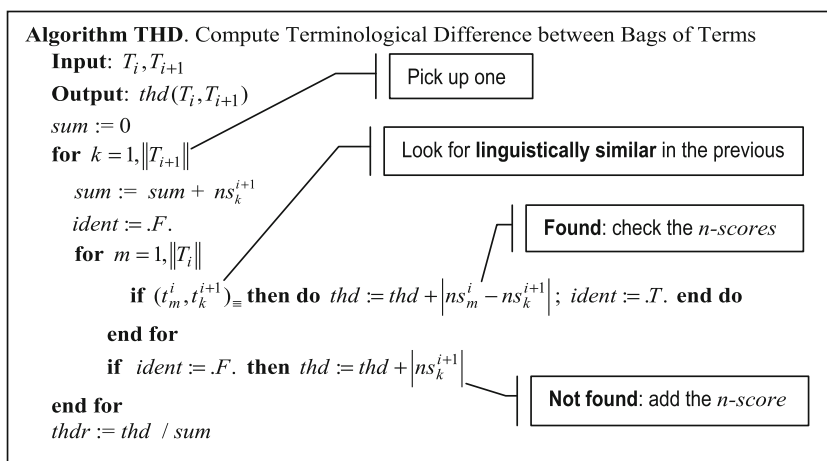 Algorithm THD. Compute Terminological Difference between Bags of Terms
Input: T_i, T_{i+1}
Pick up one
Output: thd(T_i, T_{i+1})
sum := 0
for k = 1, ‖T_{i+1}‖
Look for linguistically similar in the previous
sum := sum + ns_k^{i+1}
ident := .F.
Found: check the n-scores
for m = 1, ‖T_i‖
if (t_m^i, t_k^{i+1})_≡ then do thd := thd + |ns_m^i − ns_k^{i+1}| ; ident := .T. end do
end for
if ident := .F. then thd := thd + |ns_k^{i+1}|
Not found: add the n-score
end for
thdr := thd / sum